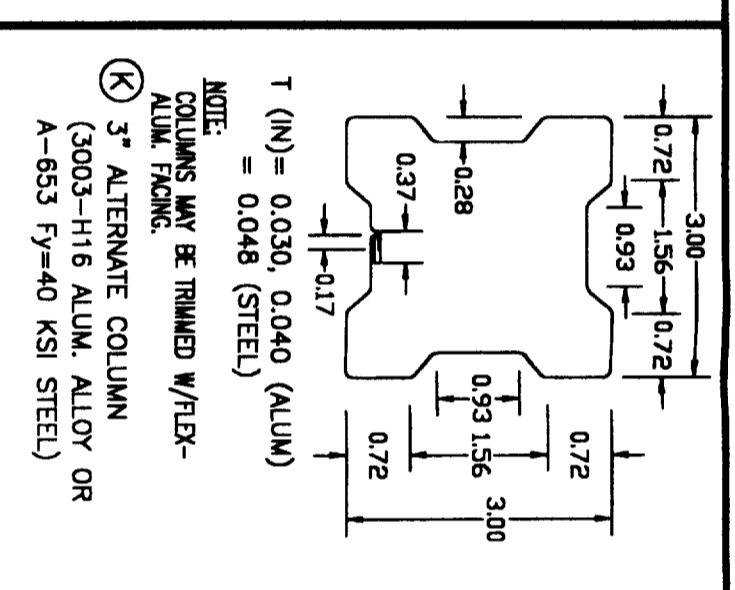 3.00
0.72 1.56 0.72
0.93
0.28
0.37
0.17
0.93
0.72 1.56 0.72
3.00
T (IN)= 0.030, 0.040 (ALUM)
= 0.048 (STEEL)
NOTE:
COLUMNS MAY BE TRIMMED W/FLEX-
ALUM. FACING.
K 3" ALTERNATE COLUMN
(3003-H16 ALUM. ALLOY OR
A-653 Fy=40 KSI STEEL)